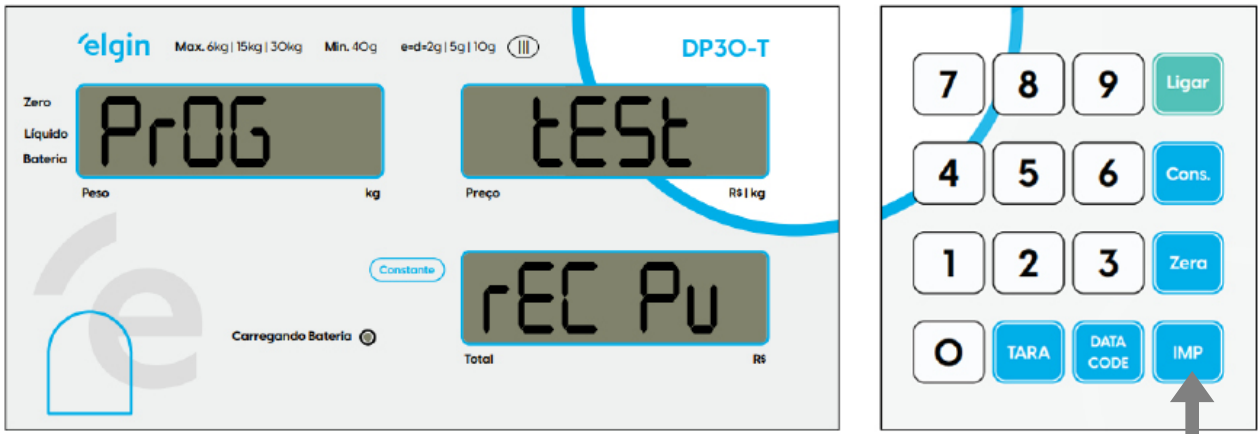 elgin Max. 6kg | 15kg | 30kg Min. 40g e=d=2g | 5g | 10g III DP30-T
Zero
Líquido
Bateria
PrOG tESt
Peso kg Preço R$ | kg
Constante
rEC Pu
Carregando Bateria
Total R$
7 8 9 Ligar
4 5 6 Cons.
1 2 3 Zera
0 TARA DATA CODE IMP